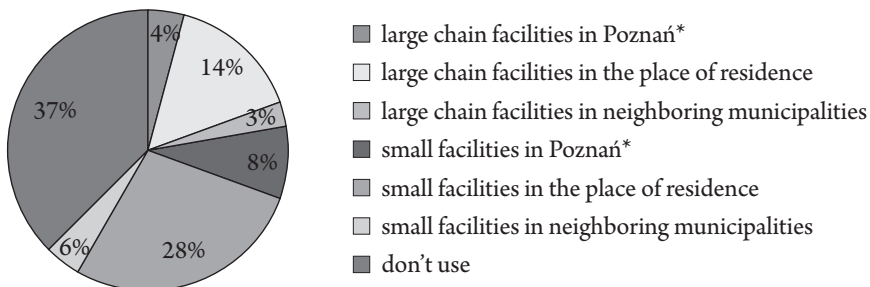 4%
14%
3%
8%
28%
6%
37%
large chain facilities in Poznań*
large chain facilities in the place of residence
large chain facilities in neighboring municipalities
small facilities in Poznań*
small facilities in the place of residence
small facilities in neighboring municipalities
don't use